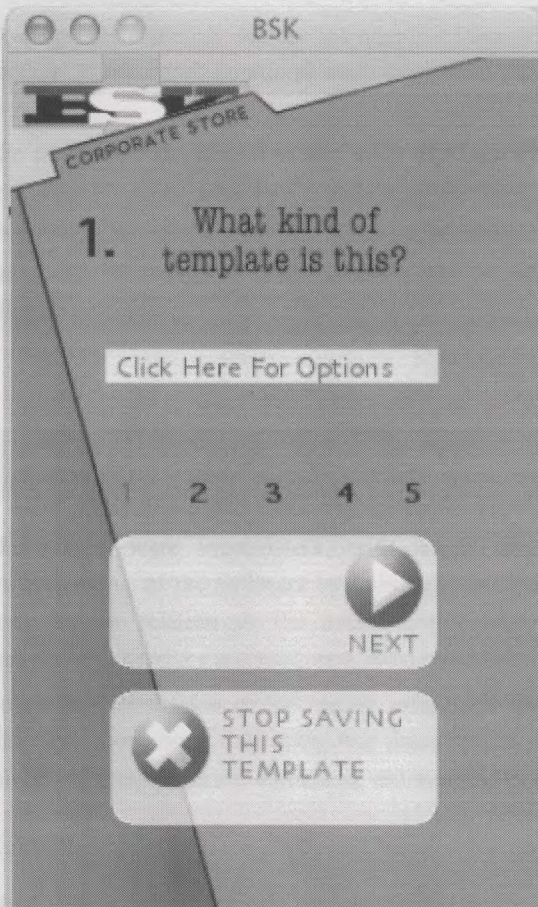 BSK
BSK
CORPORATE STORE
1.
What kind of
template is this?
Click Here For Options
1 2 3 4 5
NEXT
STOP SAVING
THIS
TEMPLATE